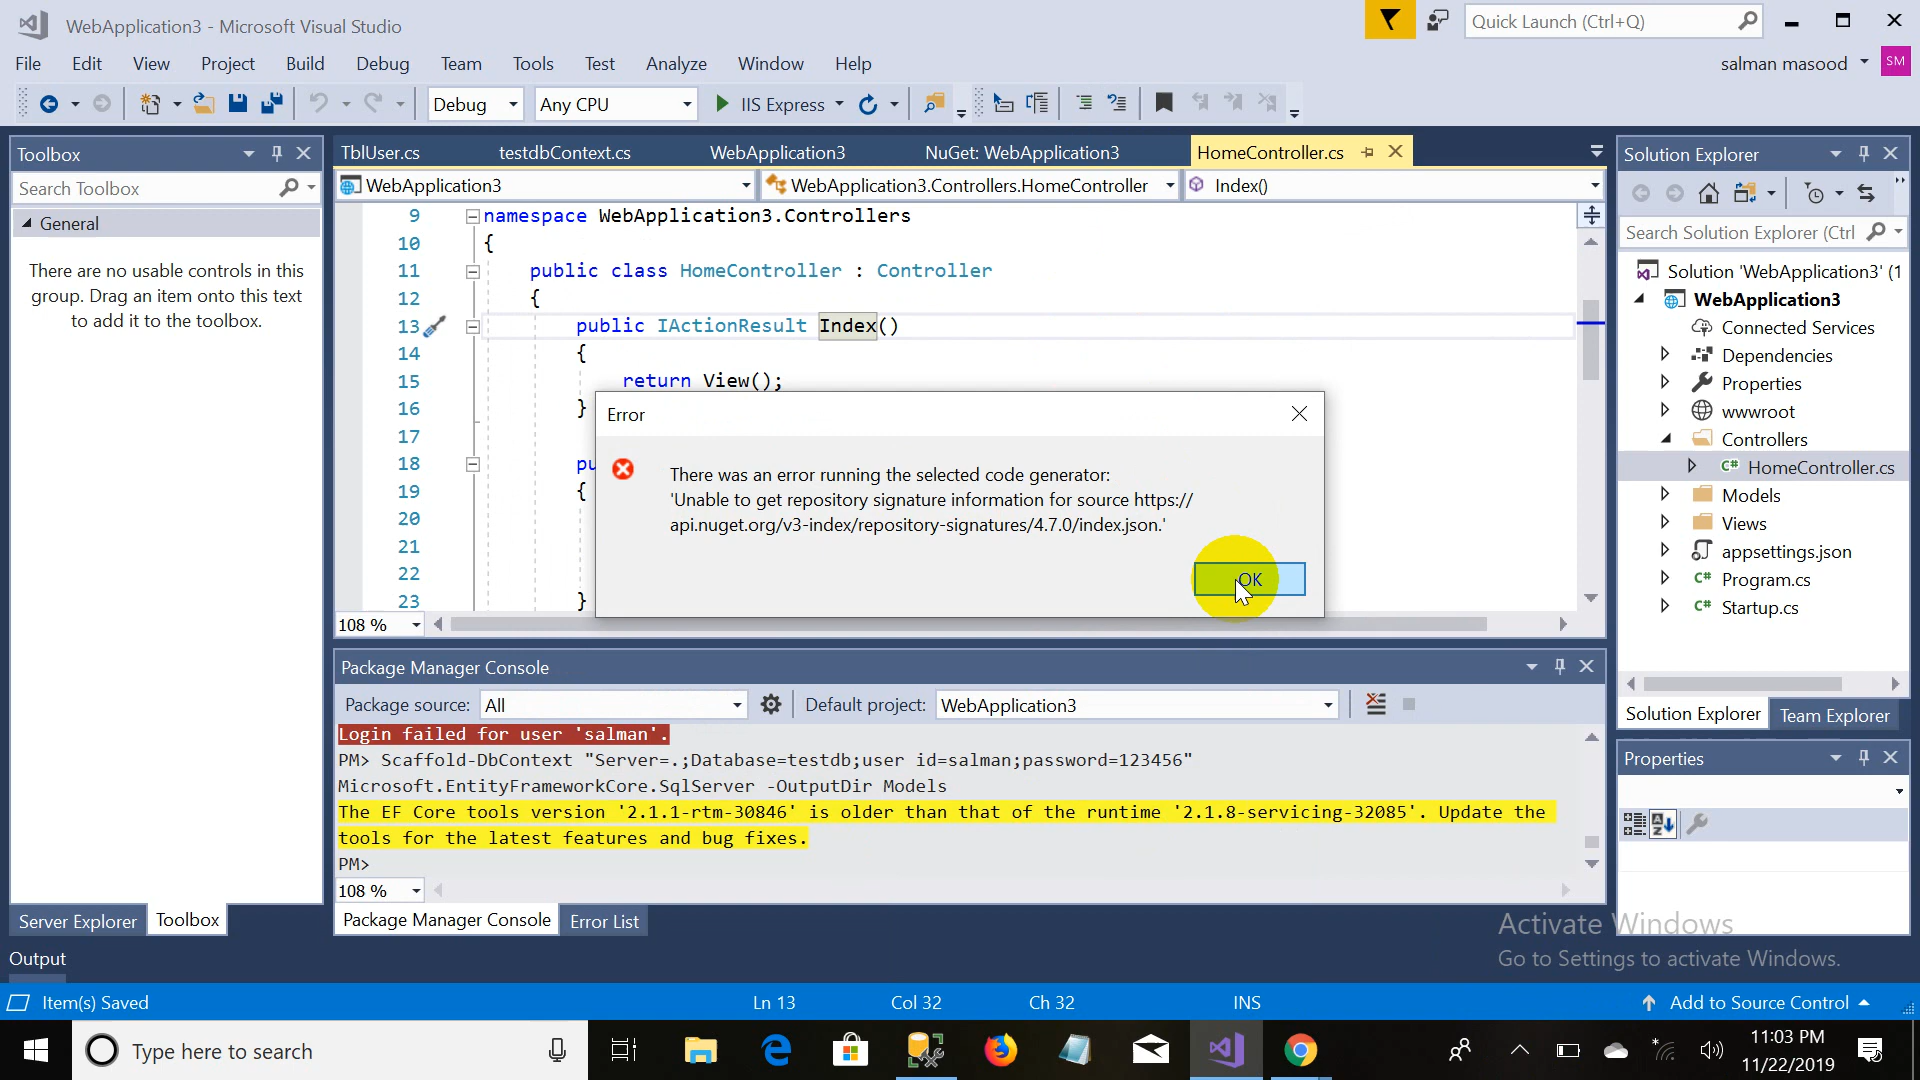 WebApplication3 - Microsoft Visual Studio
Quick Launch (Ctrl+Q)
File Edit View Project Build Debug Team Tools Test Analyze Window Help
salman masood SM
Debug Any CPU IIS Express
Toolbox
Search Toolbox
General
There are no usable controls in this
group. Drag an item onto this text
to add it to the toolbox.
Server Explorer Toolbox
TblUser.cs testdbContext.cs WebApplication3 NuGet: WebApplication3 HomeController.cs
WebApplication3 WebApplication3.Controllers.HomeController Index()
9 namespace WebApplication3.Controllers
10 {
11 public class HomeController : Controller
12 {
13 public IActionResult Index()
14 {
15 return View();
16 }
17
18 pu
19 {
20
21
22
23 }
108 %
Error
There was an error running the selected code generator:
'Unable to get repository signature information for source https://
api.nuget.org/v3-index/repository-signatures/4.7.0/index.json.'
OK
Package Manager Console
Package source: All Default project: WebApplication3
Login failed for user 'salman'.
PM> Scaffold-DbContext "Server=.;Database=testdb;user id=salman;password=123456"
Microsoft.EntityFrameworkCore.SqlServer -OutputDir Models
The EF Core tools version '2.1.1-rtm-30846' is older than that of the runtime '2.1.8-servicing-32085'. Update the
tools for the latest features and bug fixes.
PM>
108 %
Package Manager Console Error List
Solution Explorer
Search Solution Explorer (Ctrl
Solution 'WebApplication3' (1
WebApplication3
Connected Services
Dependencies
Properties
wwwroot
Controllers
C# HomeController.cs
Models
Views
appsettings.json
C# Program.cs
C# Startup.cs
Solution Explorer Team Explorer
Properties
Activate Windows
Go to Settings to activate Windows.
Output
Item(s) Saved Ln 13 Col 32 Ch 32 INS Add to Source Control
Type here to search
11:03 PM
11/22/2019